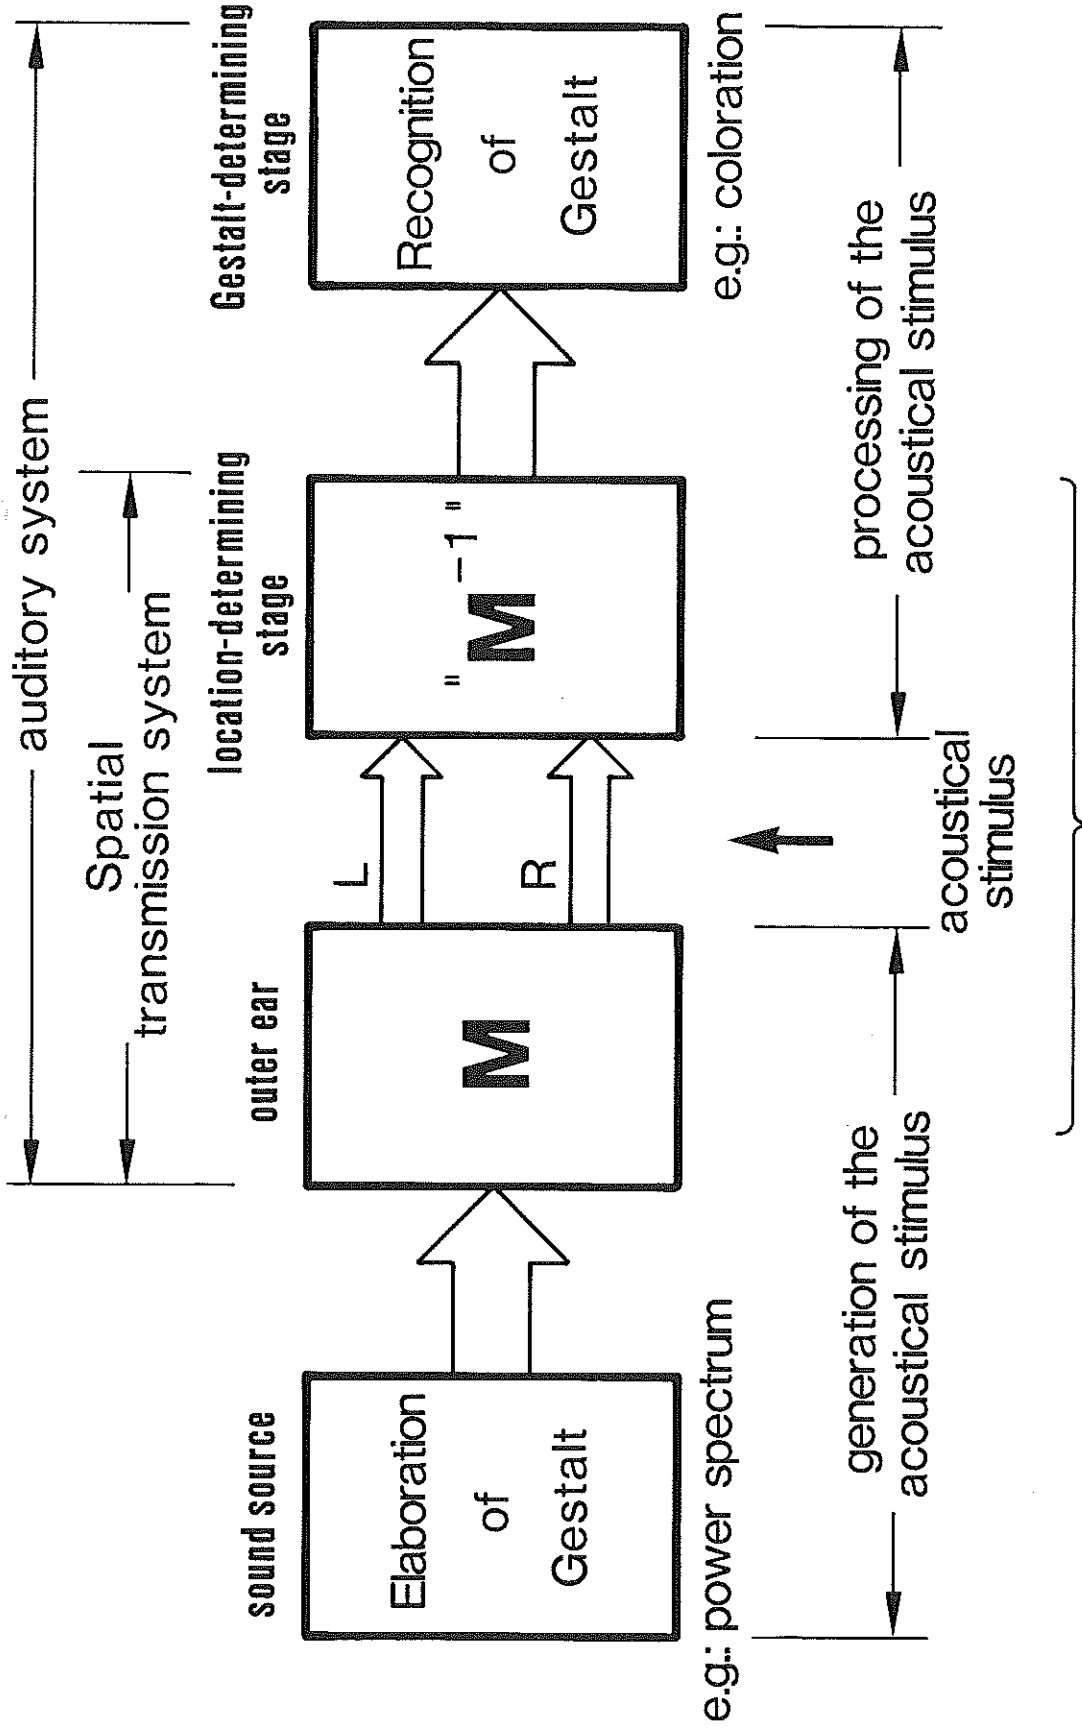 auditory system
Spatial
transmission system
sound source
outer ear
location-determining
stage
Gestalt-determining
stage
Elaboration
of
Gestalt
M
L
R
"M-1"
Recognition
of
Gestalt
e.g.: power spectrum
e.g.: coloration
generation of the
acoustical stimulus
acoustical
stimulus
processing of the
acoustical stimulus